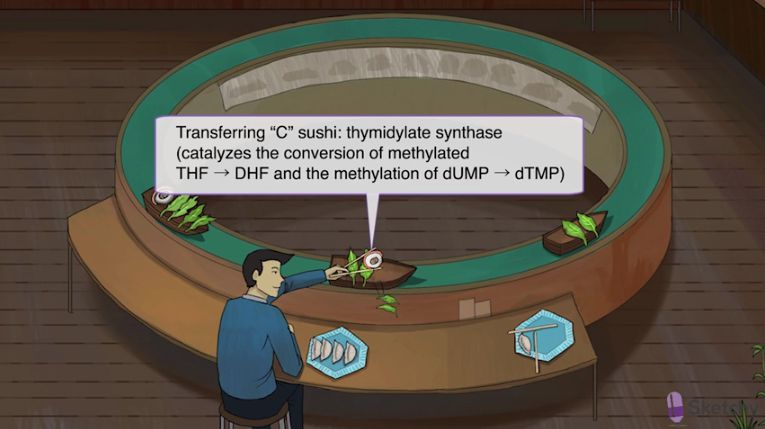 Transferring “C” sushi: thymidylate synthase
(catalyzes the conversion of methylated
THF → DHF and the methylation of dUMP → dTMP)
Sketchy